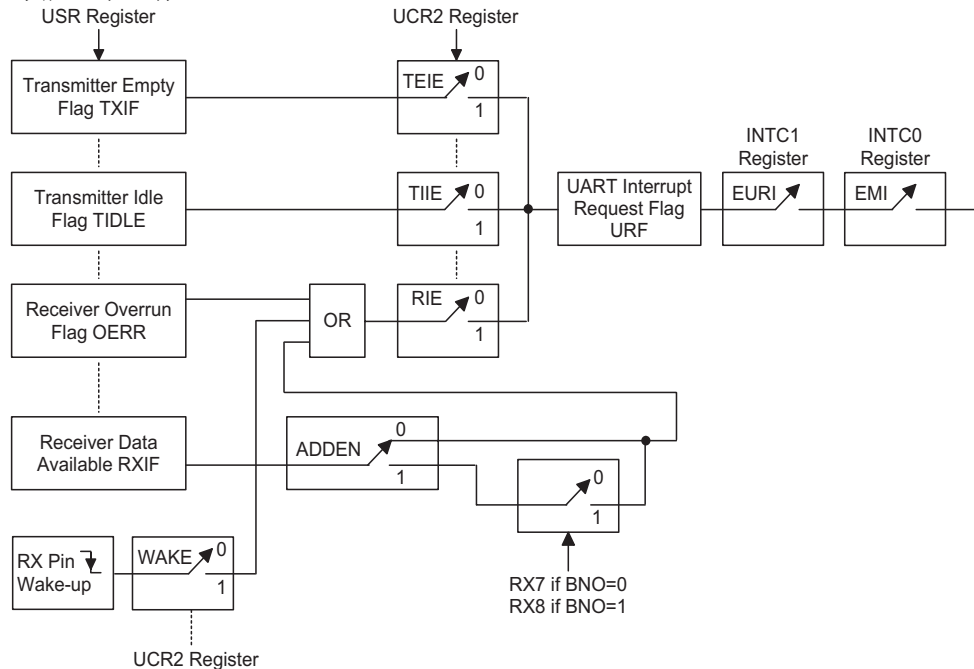 USR Register
UCR2 Register
Transmitter Empty
Flag TXIF
TEIE
0
1
INTC1
Register
INTC0
Register
Transmitter Idle
Flag TIDLE
TIIE
0
1
UART Interrupt
Request Flag
URF
EURI
EMI
Receiver Overrun
Flag OERR
OR
RIE
0
1
Receiver Data
Available RXIF
ADDEN
0
1
0
1
RX Pin
Wake-up
WAKE
0
1
RX7 if BNO=0
RX8 if BNO=1
UCR2 Register